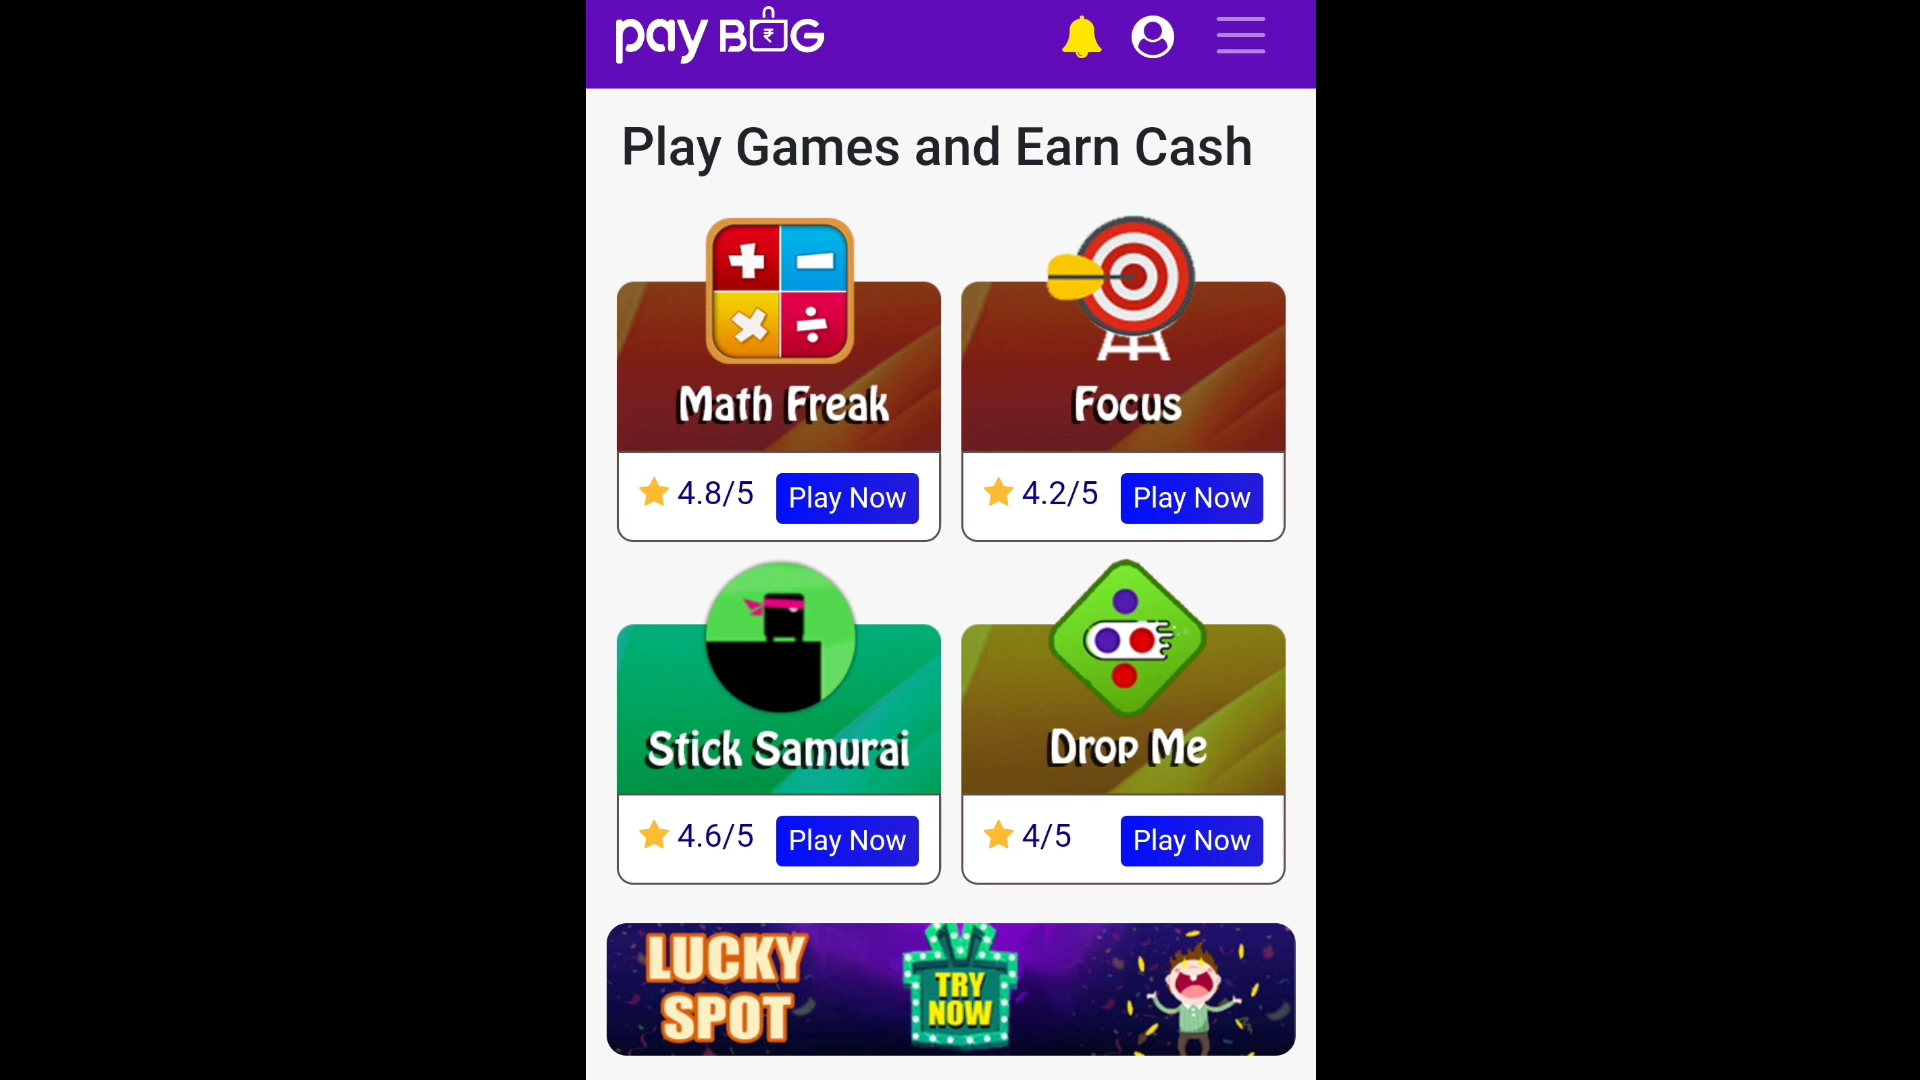 pay BAG
₹
Play Games and Earn Cash
Math Freak
4.8/5 Play Now
Focus
4.2/5 Play Now
Stick Samurai
4.6/5 Play Now
Drop Me
4/5 Play Now
LUCKY
SPOT
TRY
NOW